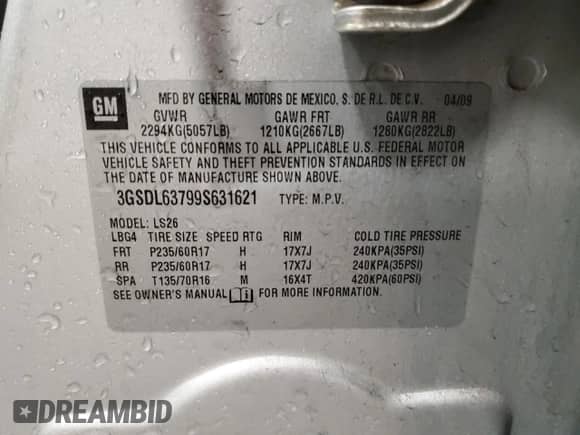 GM
MFD BY GENERAL MOTORS DE MEXICO, S. DE R.L. DE C.V. 04/09
GVWR GAWR FRT GAWR RR
2294KG(5057LB) 1210KG(2667LB) 1280KG(2822LB)
THIS VEHICLE CONFORMS TO ALL APPLICABLE U.S. FEDERAL MOTOR
VEHICLE SAFETY AND THEFT PREVENTION STANDARDS IN EFFECT ON
THE DATE OF MANUFACTURE SHOWN ABOVE.
3GSDL63799S631621 TYPE: M.P.V.
MODEL: LS26
LBG4 TIRE SIZE SPEED RTG RIM COLD TIRE PRESSURE
FRT P235/60R17 H 17X7J 240KPA(35PSI)
RR P235/60R17 H 17X7J 240KPA(35PSI)
SPA T135/70R16 M 16X4T 420KPA(60PSI)
SEE OWNER'S MANUAL FOR MORE INFORMATION.
DREAMBID